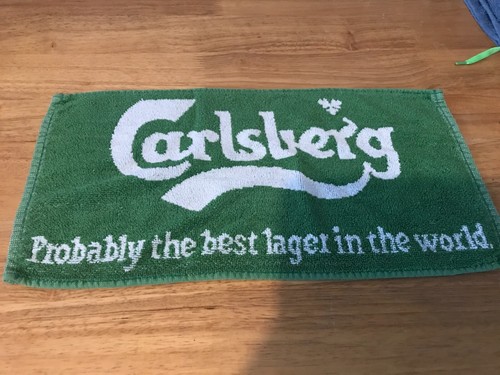 Carlsberg
Probably the best lager in the world.